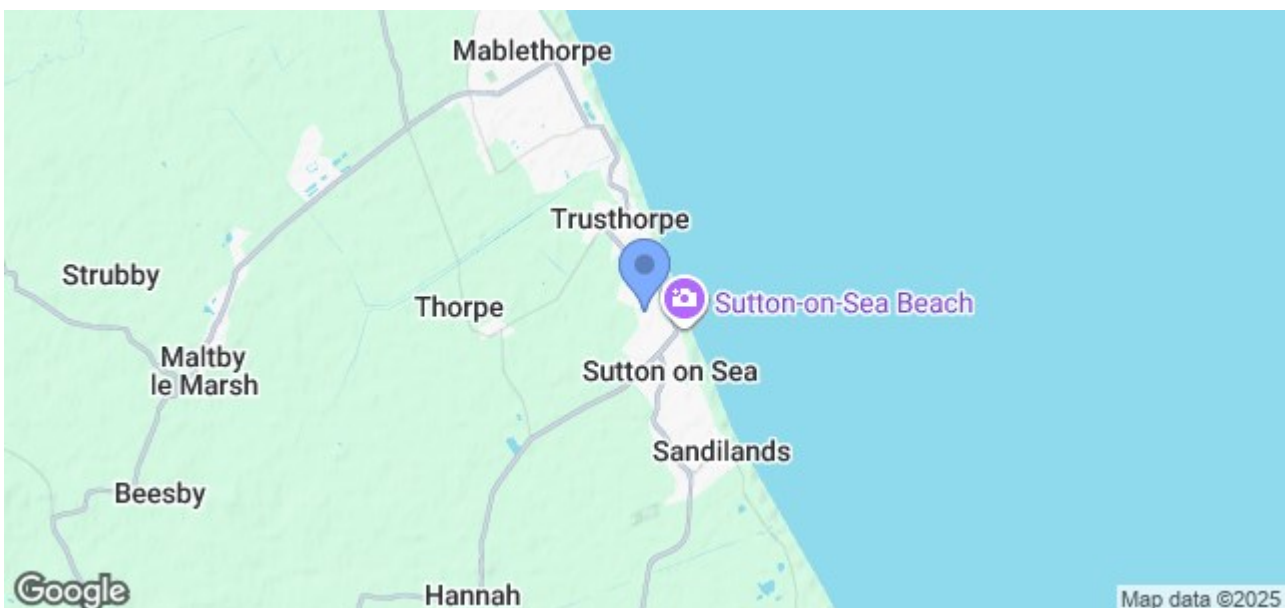 Mablethorpe
Trusthorpe
Strubby
Thorpe
Sutton-on-Sea Beach
Maltby
le Marsh
Sutton on Sea
Sandilands
Beesby
Hannah
Google
Map data ©2025